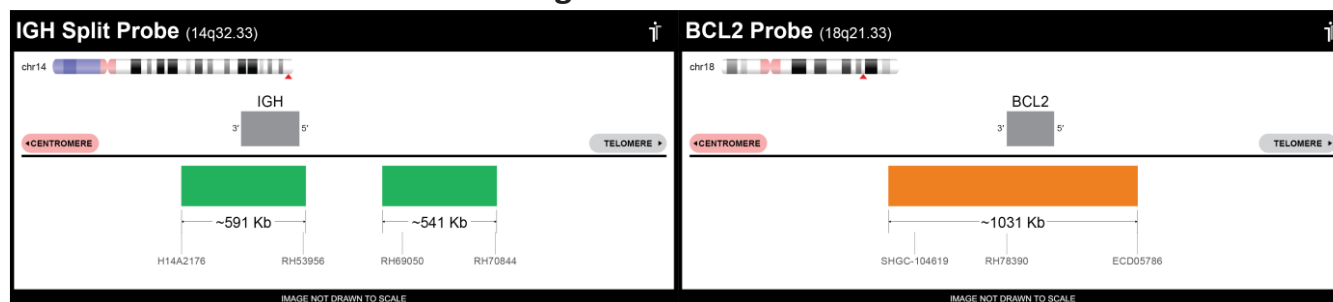 IGH Split Probe (14q32.33)
chr14
IGH
3' 5'
◂CENTROMERE
TELOMERE ▸
~591 Kb
~541 Kb
H14A2176
RH53956
RH69050
RH70844
IMAGE NOT DRAWN TO SCALE
BCL2 Probe (18q21.33)
chr18
BCL2
3' 5'
◂CENTROMERE
TELOMERE ▸
~1031 Kb
SHGC-104619
RH78390
ECD05786
IMAGE NOT DRAWN TO SCALE